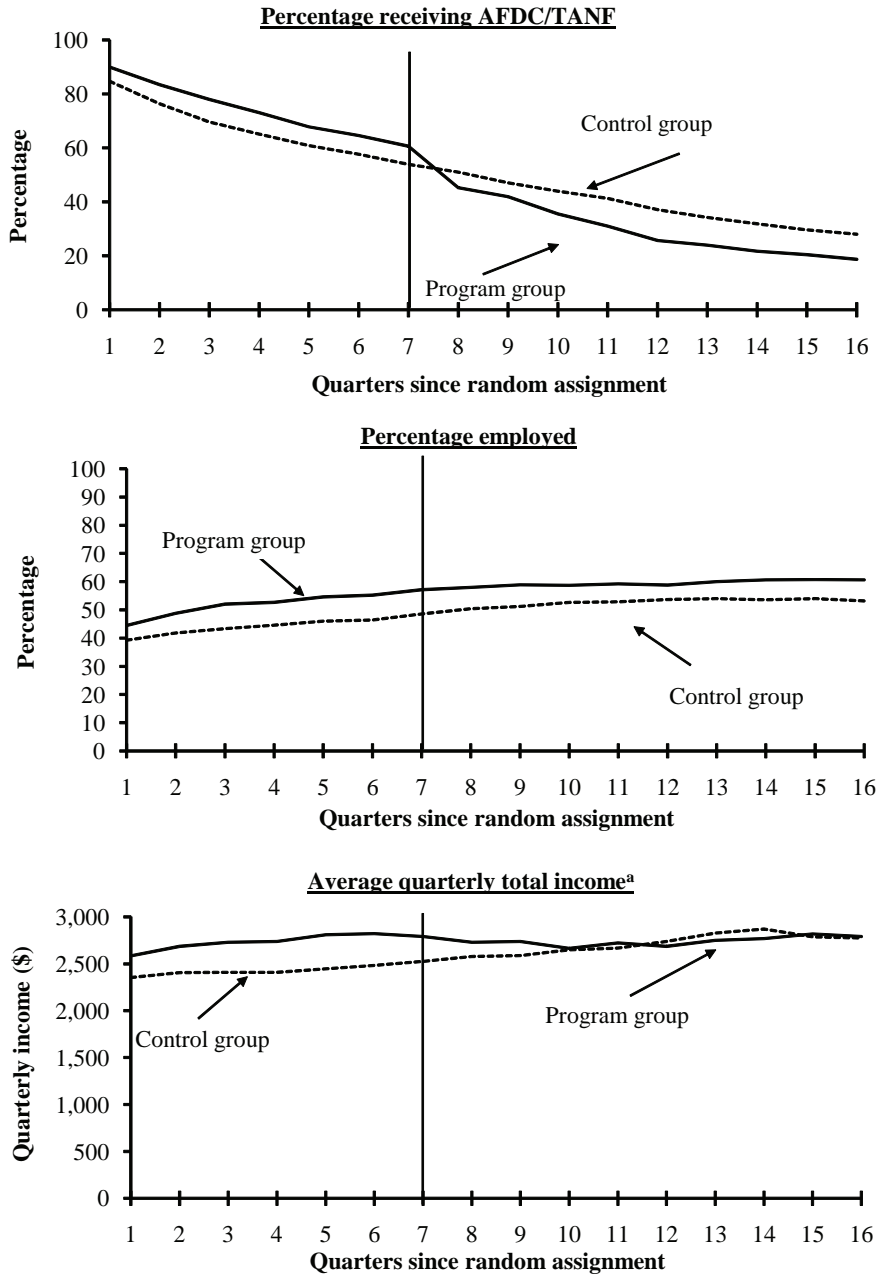 Percentage receiving AFDC/TANF
100
80
60
40
20
0
Percentage
Control group
Program group
1 2 3 4 5 6 7 8 9 10 11 12 13 14 15 16
Quarters since random assignment
Percentage employed
100
90
80
70
60
50
40
30
20
10
0
Percentage
Program group
Control group
1 2 3 4 5 6 7 8 9 10 11 12 13 14 15 16
Quarters since random assignment
Average quarterly total incomeᵃ
3,000
2,500
2,000
1,500
1,000
500
0
Quarterly income ($)
Program group
Control group
1 2 3 4 5 6 7 8 9 10 11 12 13 14 15 16
Quarters since random assignment